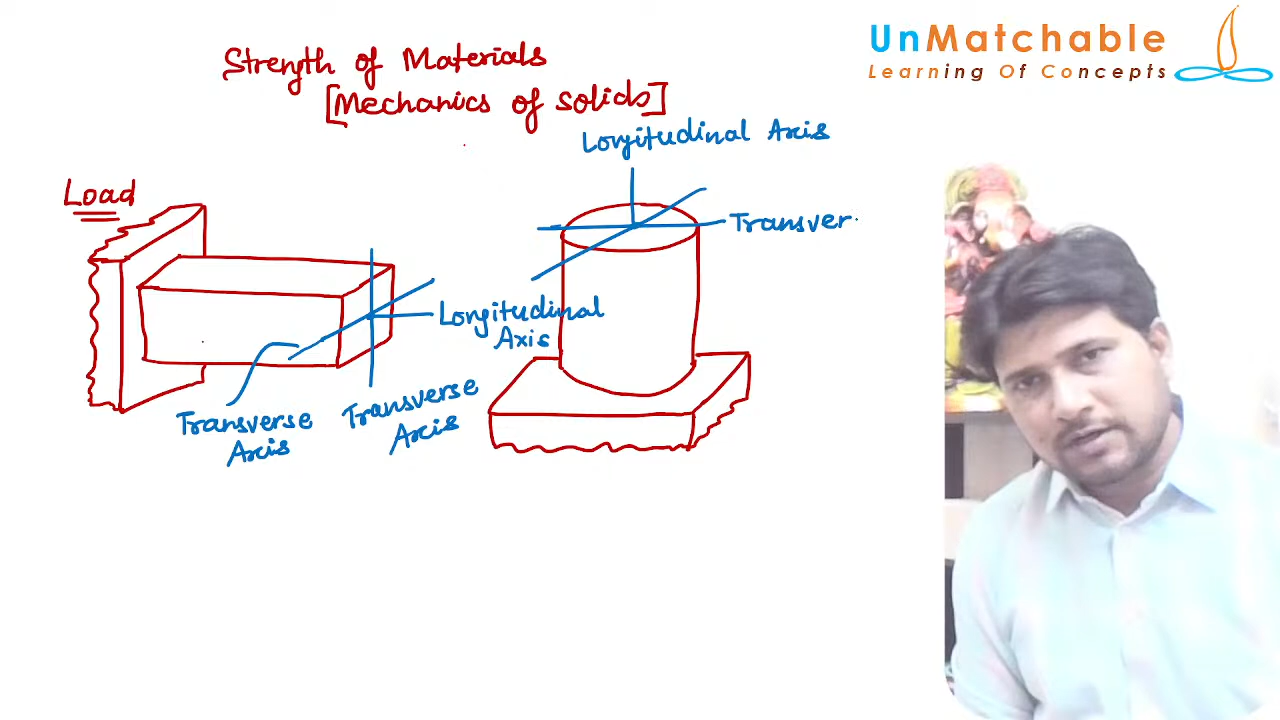 UnMatchable
Learning Of Concepts
Strength of Materials
[Mechanics of solids]
Load
Longitudinal Axis
Transver
Longitudinal
Axis
Transverse
Axis
Transverse
Axis